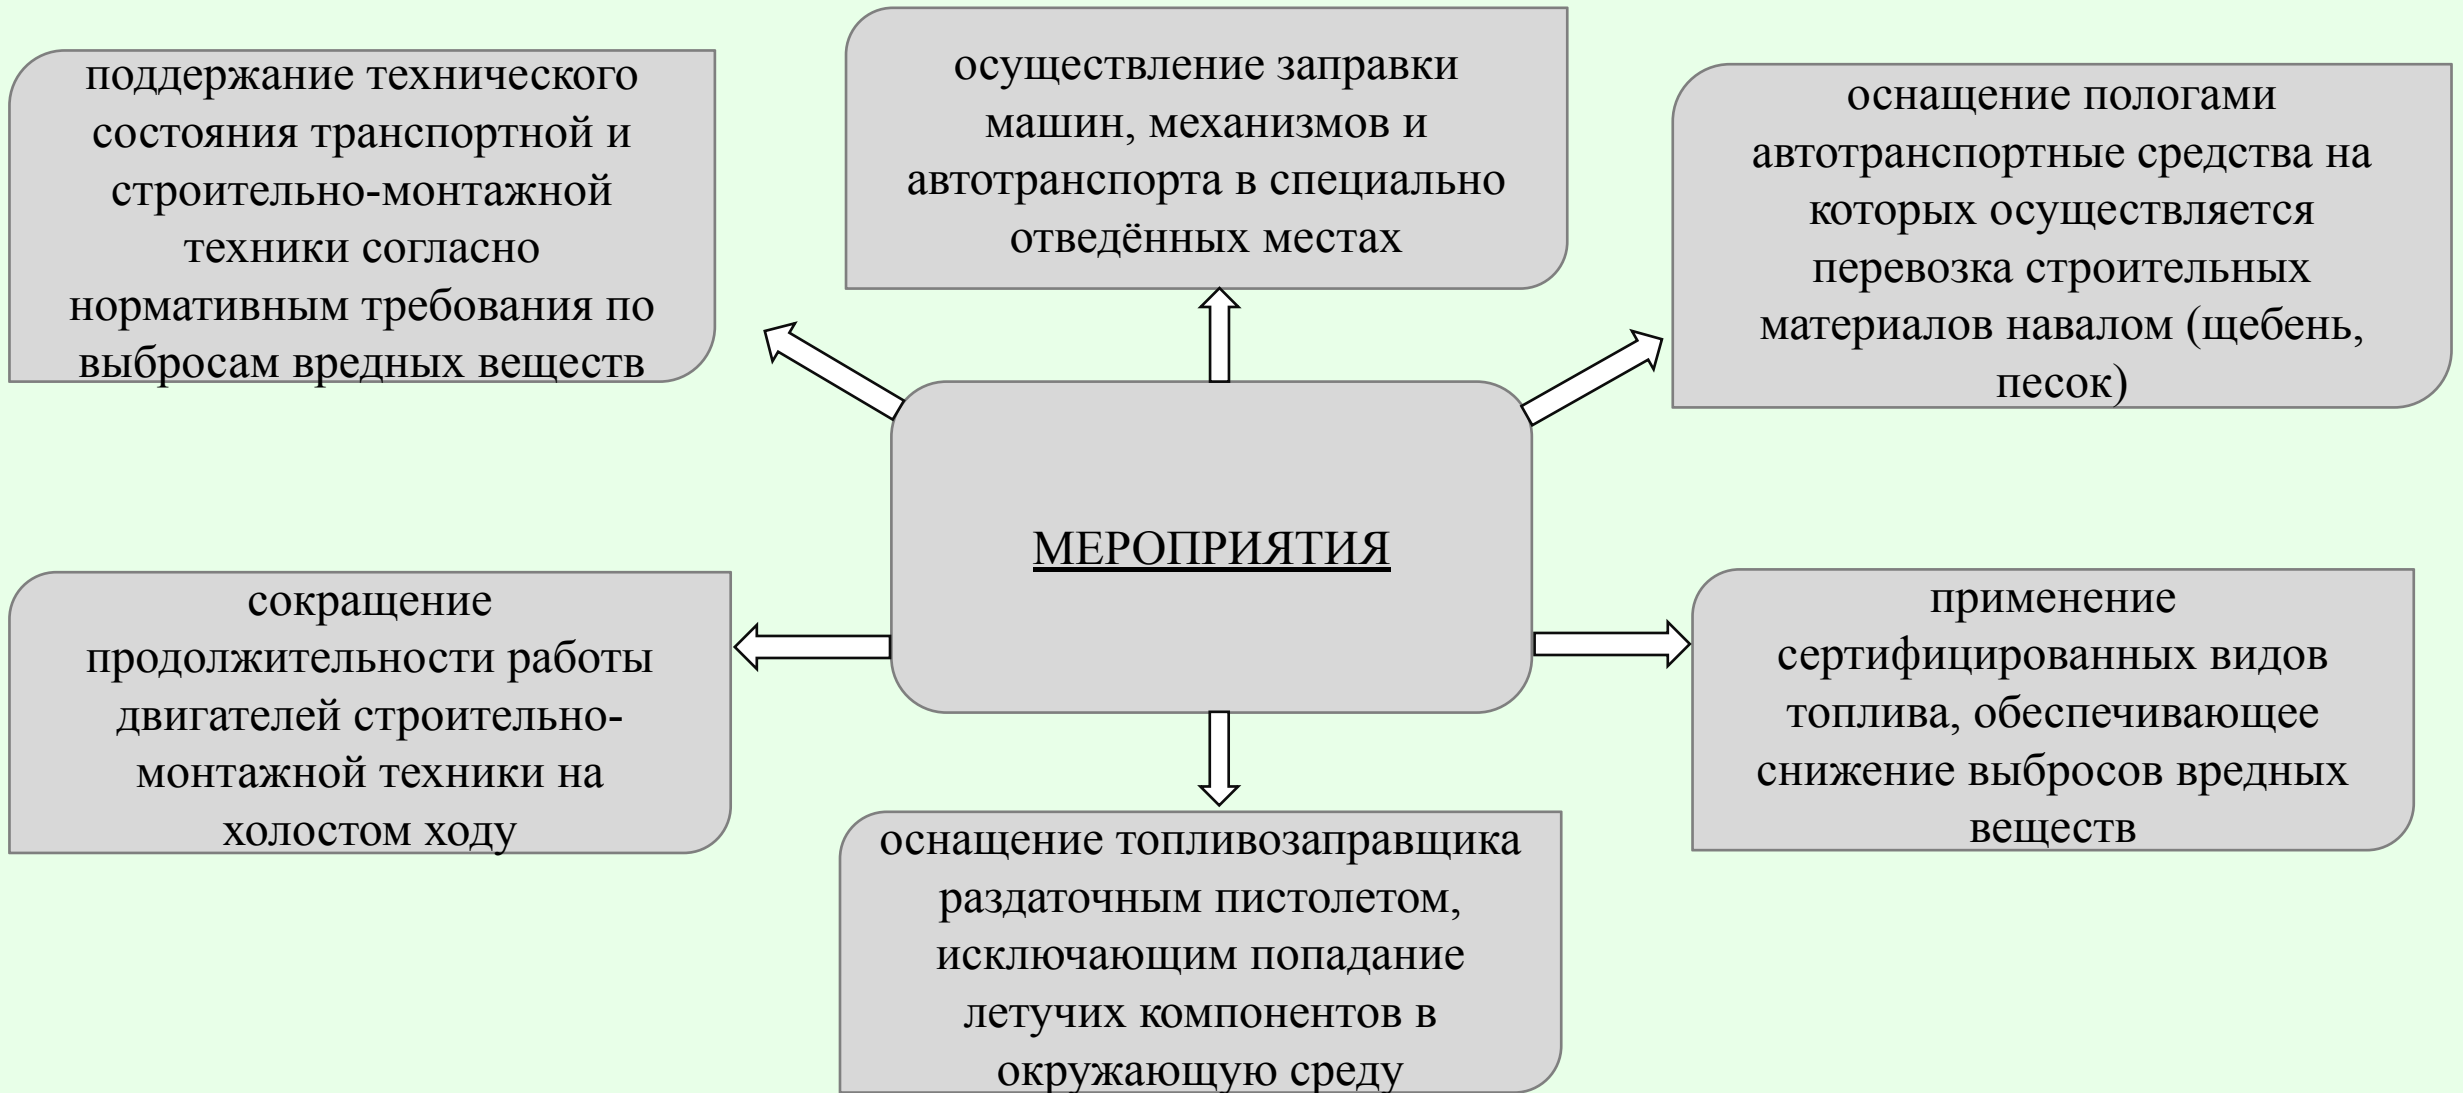 поддержание технического
состояния транспортной и
строительно-монтажной
техники согласно
нормативным требования по
выбросам вредных веществ
осуществление заправки
машин, механизмов и
автотранспорта в специально
отведённых местах
оснащение пологами
автотранспортные средства на
которых осуществляется
перевозка строительных
материалов навалом (щебень,
песок)
МЕРОПРИЯТИЯ
сокращение
продолжительности работы
двигателей строительно-
монтажной техники на
холостом ходу
применение
сертифицированных видов
топлива, обеспечивающее
снижение выбросов вредных
веществ
оснащение топливозаправщика
раздаточным пистолетом,
исключающим попадание
летучих компонентов в
окружающую среду